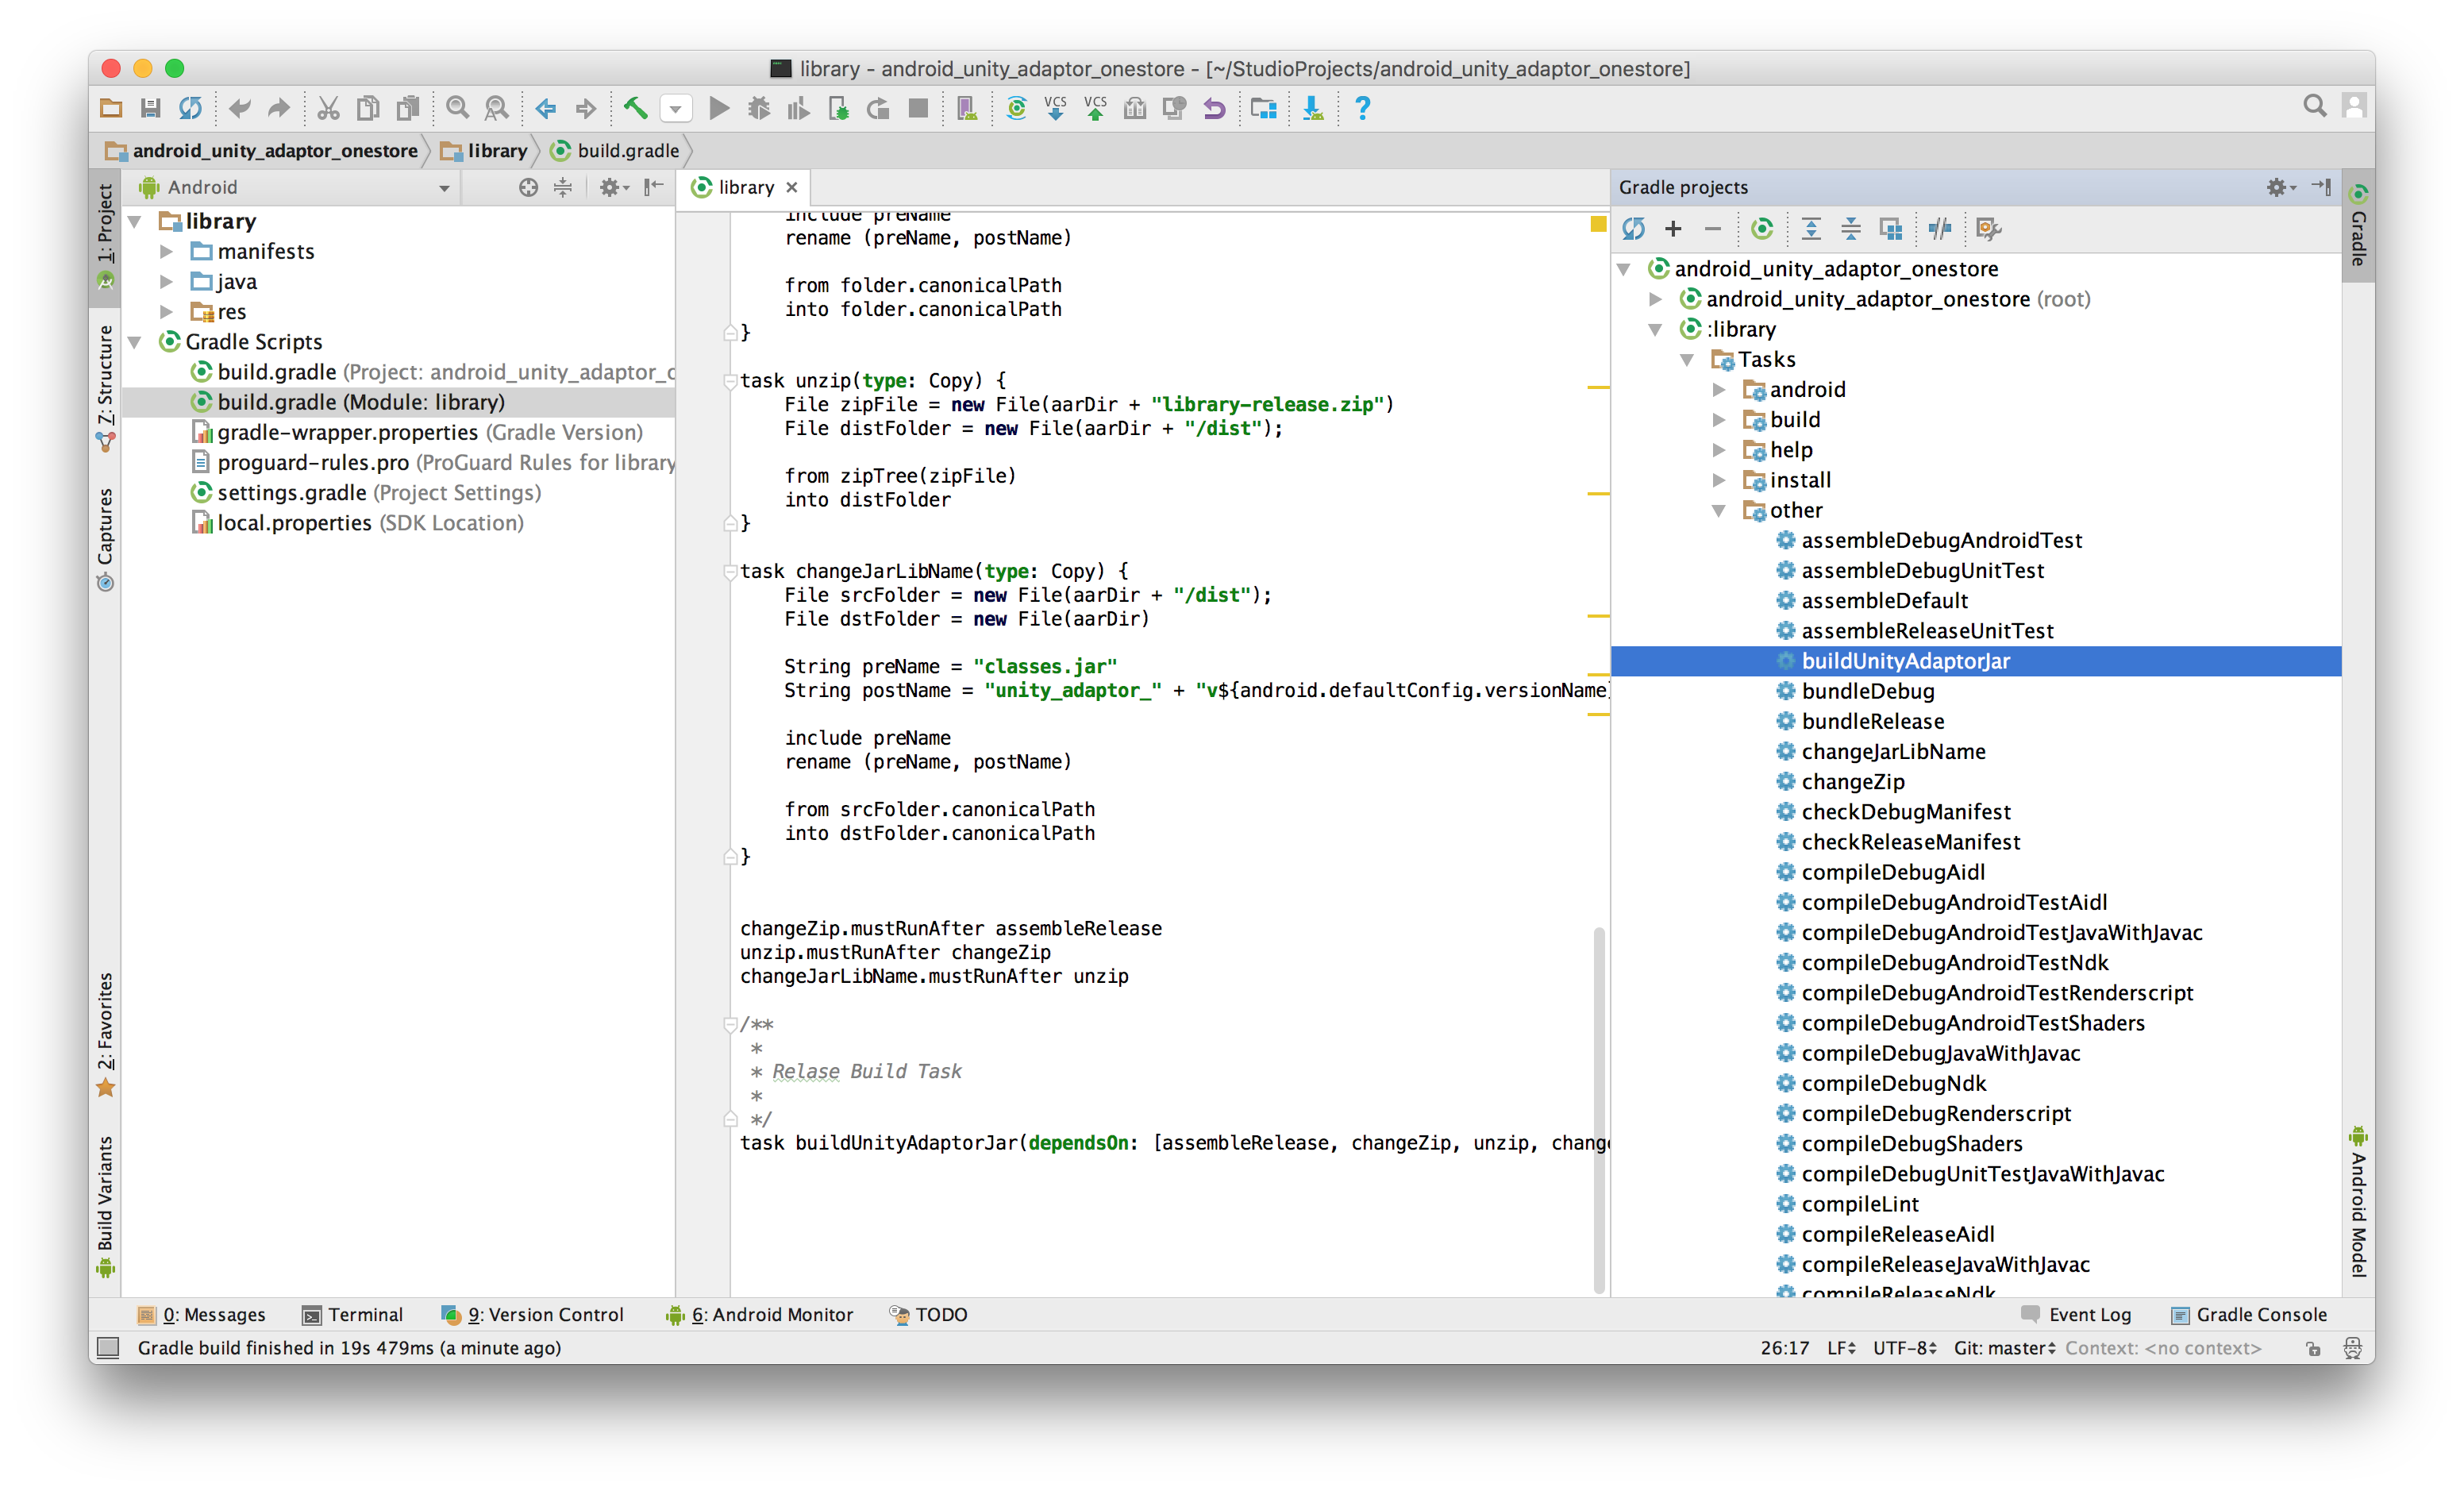 library - android_unity_adaptor_onestore - [~/StudioProjects/android_unity_adaptor_onestore]
VCS VCS
android_unity_adaptor_onestore library build.gradle
1: Project
7: Structure
Captures
2: Favorites
Build Variants
Android
library
manifests
java
res
Gradle Scripts
build.gradle (Project: android_unity_adaptor_
build.gradle (Module: library)
gradle-wrapper.properties (Gradle Version)
proguard-rules.pro (ProGuard Rules for library
settings.gradle (Project Settings)
local.properties (SDK Location)
library
include preName
rename (preName, postName)
from folder.canonicalPath
into folder.canonicalPath
}
task unzip(type: Copy) {
File zipFile = new File(aarDir + "library-release.zip")
File distFolder = new File(aarDir + "/dist");
from zipTree(zipFile)
into distFolder
}
task changeJarLibName(type: Copy) {
File srcFolder = new File(aarDir + "/dist");
File dstFolder = new File(aarDir)
String preName = "classes.jar"
String postName = "unity_adaptor_" + "v${android.defaultConfig.versionName}
include preName
rename (preName, postName)
from srcFolder.canonicalPath
into dstFolder.canonicalPath
}
changeZip.mustRunAfter assembleRelease
unzip.mustRunAfter changeZip
changeJarLibName.mustRunAfter unzip
/**
*
* Relase Build Task
*
*/
task buildUnityAdaptorJar(dependsOn: [assembleRelease, changeZip, unzip, chang
Gradle projects
android_unity_adaptor_onestore
android_unity_adaptor_onestore (root)
:library
Tasks
android
build
help
install
other
assembleDebugAndroidTest
assembleDebugUnitTest
assembleDefault
assembleReleaseUnitTest
buildUnityAdaptorJar
bundleDebug
bundleRelease
changeJarLibName
changeZip
checkDebugManifest
checkReleaseManifest
compileDebugAidl
compileDebugAndroidTestAidl
compileDebugAndroidTestJavaWithJavac
compileDebugAndroidTestNdk
compileDebugAndroidTestRenderscript
compileDebugAndroidTestShaders
compileDebugJavaWithJavac
compileDebugNdk
compileDebugRenderscript
compileDebugShaders
compileDebugUnitTestJavaWithJavac
compileLint
compileReleaseAidl
compileReleaseJavaWithJavac
compileReleaseNdk
Gradle
Android Model
0: Messages Terminal 9: Version Control 6: Android Monitor TODO Event Log Gradle Console
Gradle build finished in 19s 479ms (a minute ago) 26:17 LF UTF-8 Git: master Context: <no context>